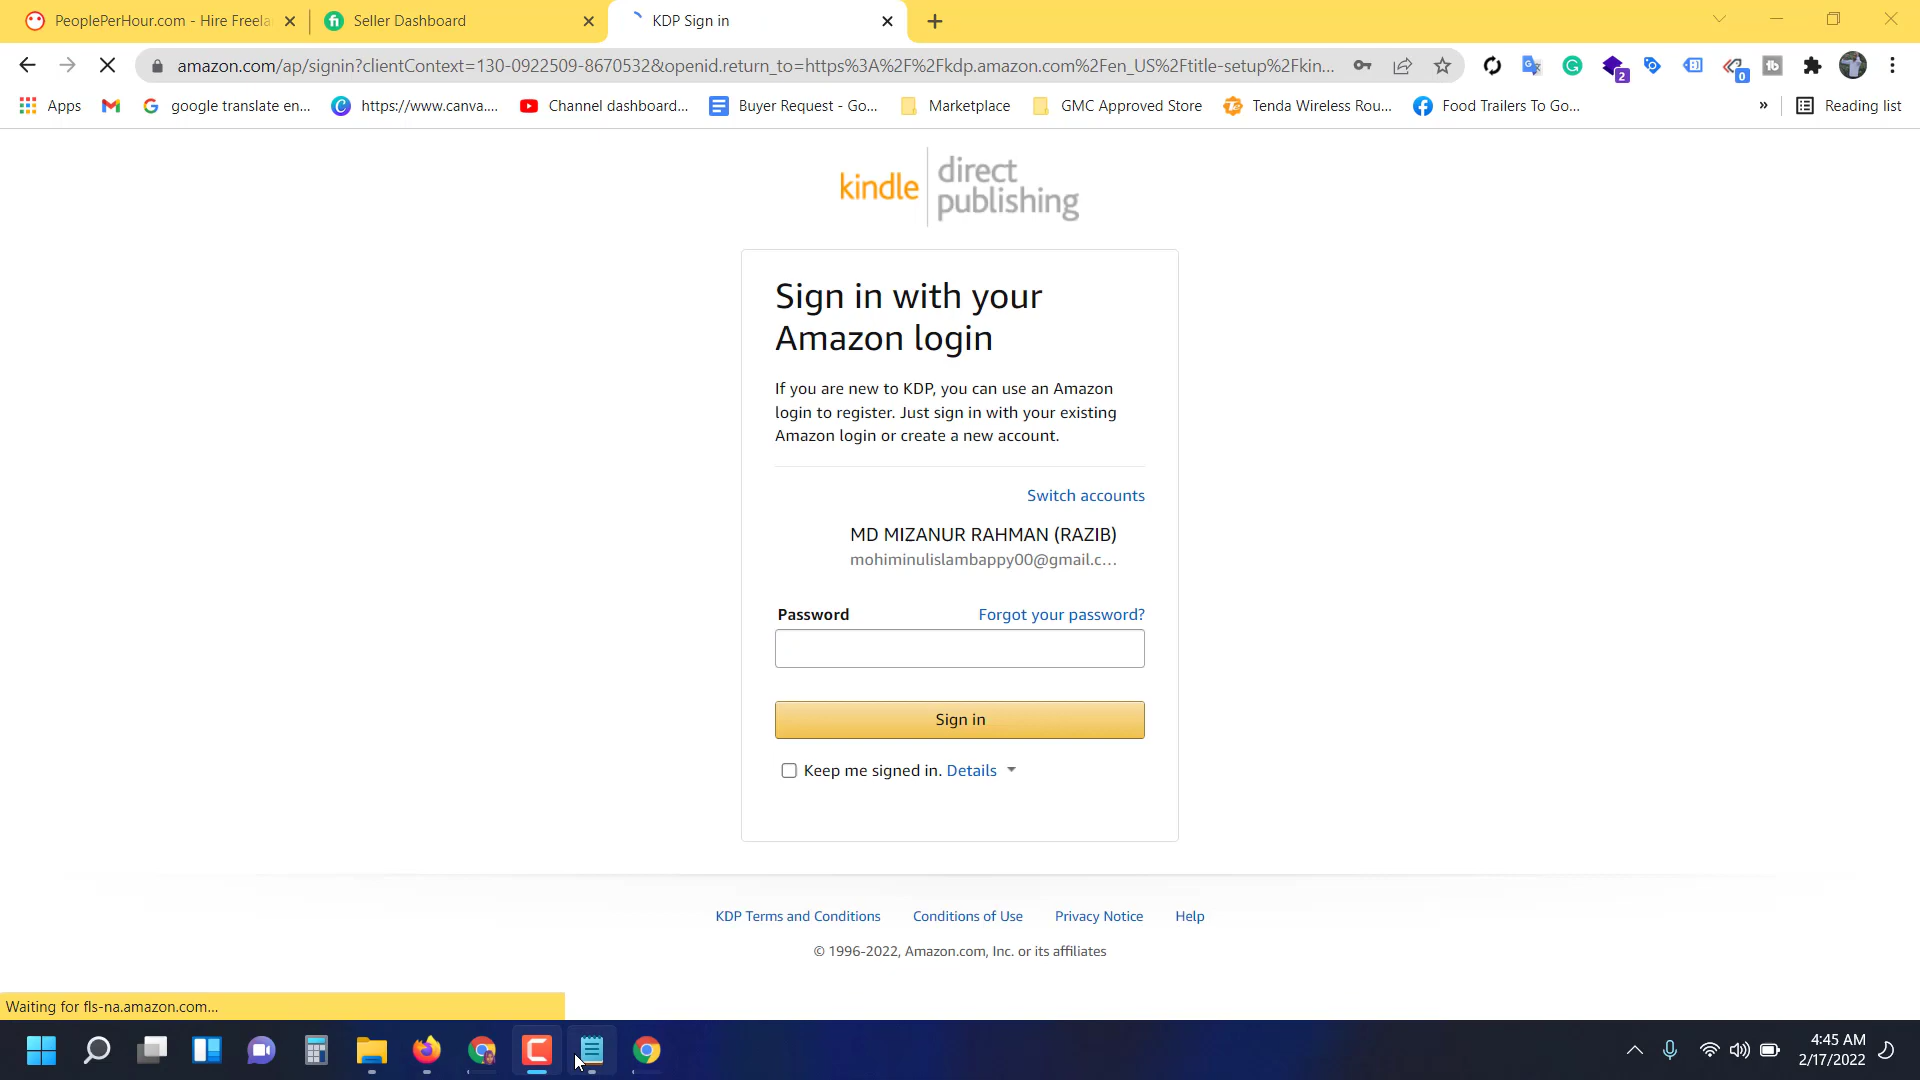 PeoplePerHour.com - Hire Freela
Seller Dashboard
KDP Sign in
amazon.com/ap/signin?clientContext=130-0922509-8670532&openid.return_to=https%3A%2F%2Fkdp.amazon.com%2Fen_US%2Ftitle-setup%2Fkin...
2
0
Apps
google translate en...
https://www.canva....
Channel dashboard...
Buyer Request - Go...
Marketplace
GMC Approved Store
Tenda Wireless Rou...
Food Trailers To Go...
»
Reading list
kindle
direct
publishing
Sign in with your
Amazon login
If you are new to KDP, you can use an Amazon
login to register. Just sign in with your existing
Amazon login or create a new account.
Switch accounts
MD MIZANUR RAHMAN (RAZIB)
mohiminulislambappy00@gmail.c...
Password
Forgot your password?
Sign in
Keep me signed in. Details
KDP Terms and Conditions
Conditions of Use
Privacy Notice
Help
© 1996-2022, Amazon.com, Inc. or its affiliates
Waiting for fls-na.amazon.com...
4:45 AM
2/17/2022